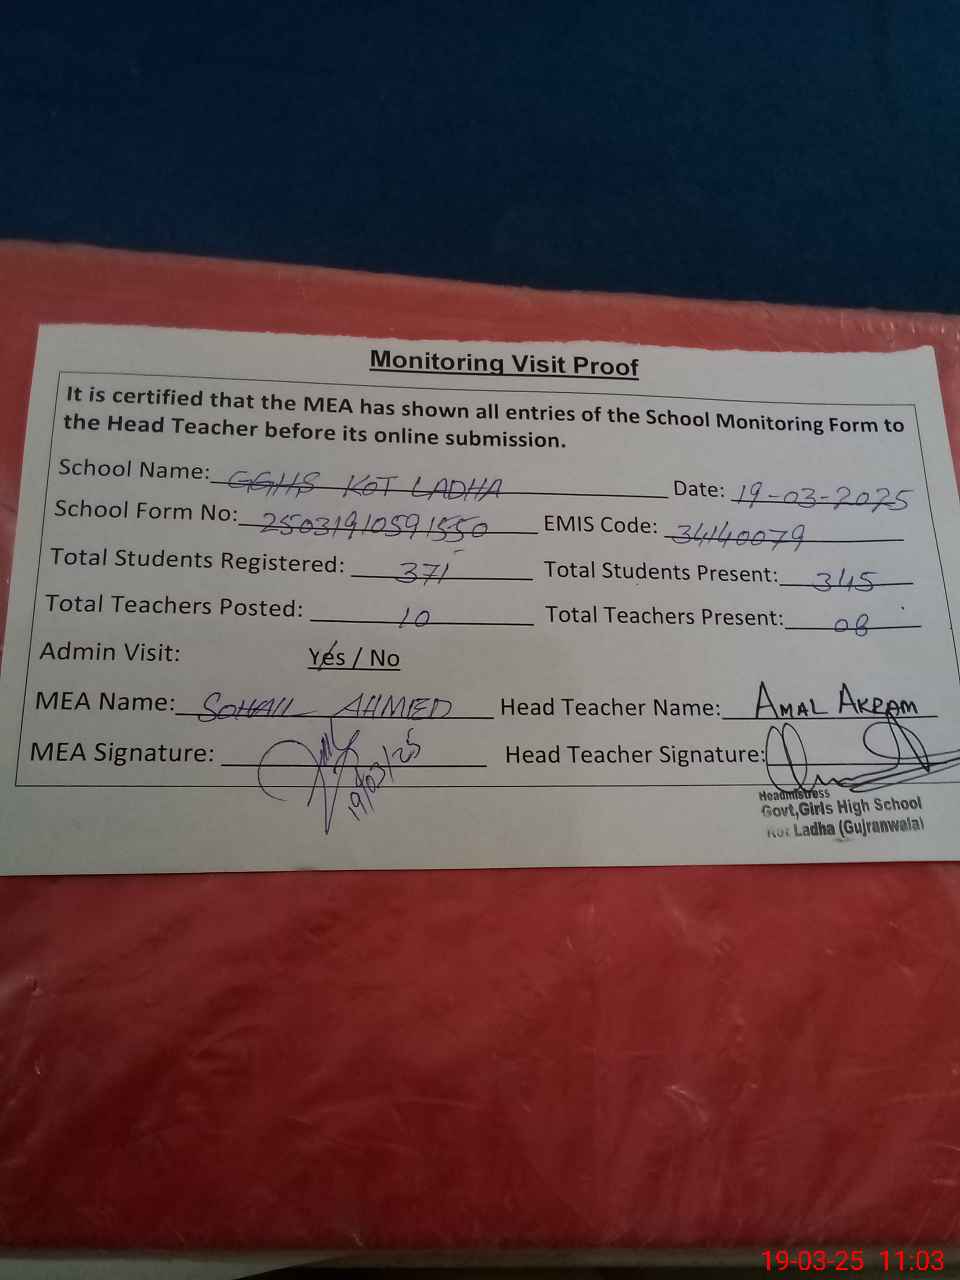 Monitoring Visit Proof
It is certified that the MEA has shown all entries of the School Monitoring Form to
the Head Teacher before its online submission.
School Name: GGHS KOT LADHA Date: 19-03-2025
School Form No: 25031910591550 EMIS Code: 34140079
Total Students Registered: 371 Total Students Present: 345
Total Teachers Posted: 10 Total Teachers Present: 08
Admin Visit: Yes / No
MEA Name: SOHAIL AHMED Head Teacher Name: AMAL AKRAM
MEA Signature: 19/03/25 Head Teacher Signature:
Headmistress
Govt,Girls High School
Kot Ladha (Gujranwala)
19-03-25 11:03